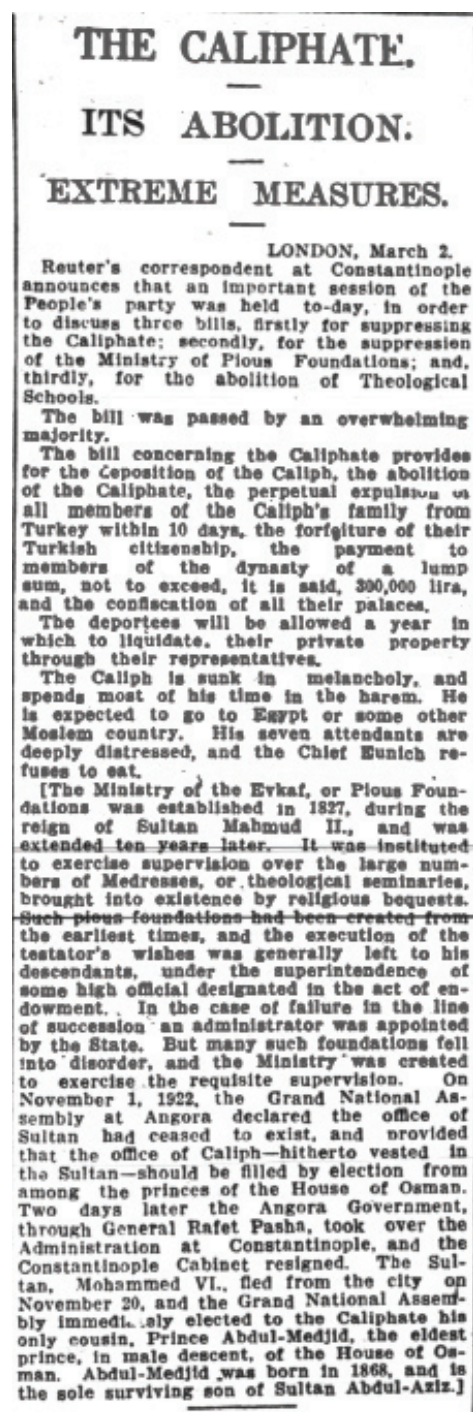 THE CALIPHATE.
ITS ABOLITION.
EXTREME MEASURES.
LONDON, March 2.
Reuter's correspondent at Constantinople
announces that an important session of the
People's party was held to-day, in order
to discuss three bills, firstly for suppressing
the Caliphate; secondly, for the suppression
of the Ministry of Pious Foundations; and,
thirdly, for the abolition of Theological
Schools.
The bill was passed by an overwhelming
majority.
The bill concerning the Caliphate provides
for the deposition of the Caliph, the abolition
of the Caliphate, the perpetual expulsion of
all members of the Caliph's family from
Turkey within 10 days, the forfeiture of their
Turkish citizenship, the payment to
members of the dynasty of a lump
sum, not to exceed, it is said, 300,000 lira,
and the confiscation of all their palaces.
The deportees will be allowed a year in
which to liquidate, their private property
through their representatives.
The Caliph is sunk in melancholy, and
spends most of his time in the harem. He
is expected to go to Egypt or some other
Moslem country. His seven attendants are
deeply distressed, and the Chief Eunich re-
fuses to eat.
[The Ministry of the Evkaf, or Pious Foun-
dations was established in 1827, during the
reign of Sultan Mahmud II., and was
extended ten years later. It was instituted
to exercise supervision over the large num-
bers of Medresses, or theological seminaries,
brought into existence by religious bequests.
Such pious foundations had been created from
the earliest times, and the execution of the
testator's wishes was generally left to his
descendants, under the superintendence of
some high official designated in the act of en-
dowment. In the case of failure in the line
of succession an administrator was appointed
by the State. But many such foundations fell
into disorder, and the Ministry was created
to exercise the requisite supervision. On
November 1, 1922, the Grand National As-
sembly at Angora declared the office of
Sultan had ceased to exist, and provided
that the office of Caliph—hitherto vested in
the Sultan—should be filled by election from
among the princes of the House of Osman.
Two days later the Angora Government,
through General Rafet Pasha, took over the
Administration at Constantinople, and the
Constantinople Cabinet resigned. The Sul-
tan, Mohammed VI., fled from the city on
November 20, and the Grand National Assem-
bly elected to the Caliphate his
only cousin, Prince Abdul-Medjid, the eldest
prince, in male descent, of the House of Os-
man. Abdul-Medjid was born in 1868, and is
the sole surviving son of Sultan Abdul-Aziz.]